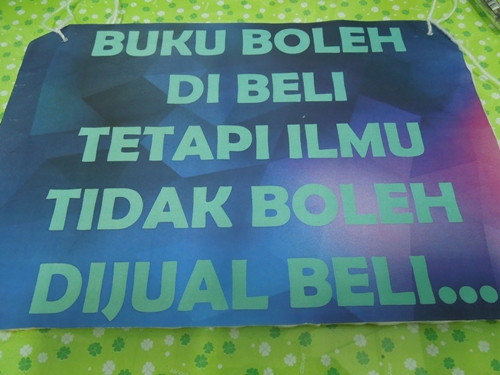 BUKU BOLEH
DI BELI
TETAPI ILMU
TIDAK BOLEH
DIJUAL BELI...